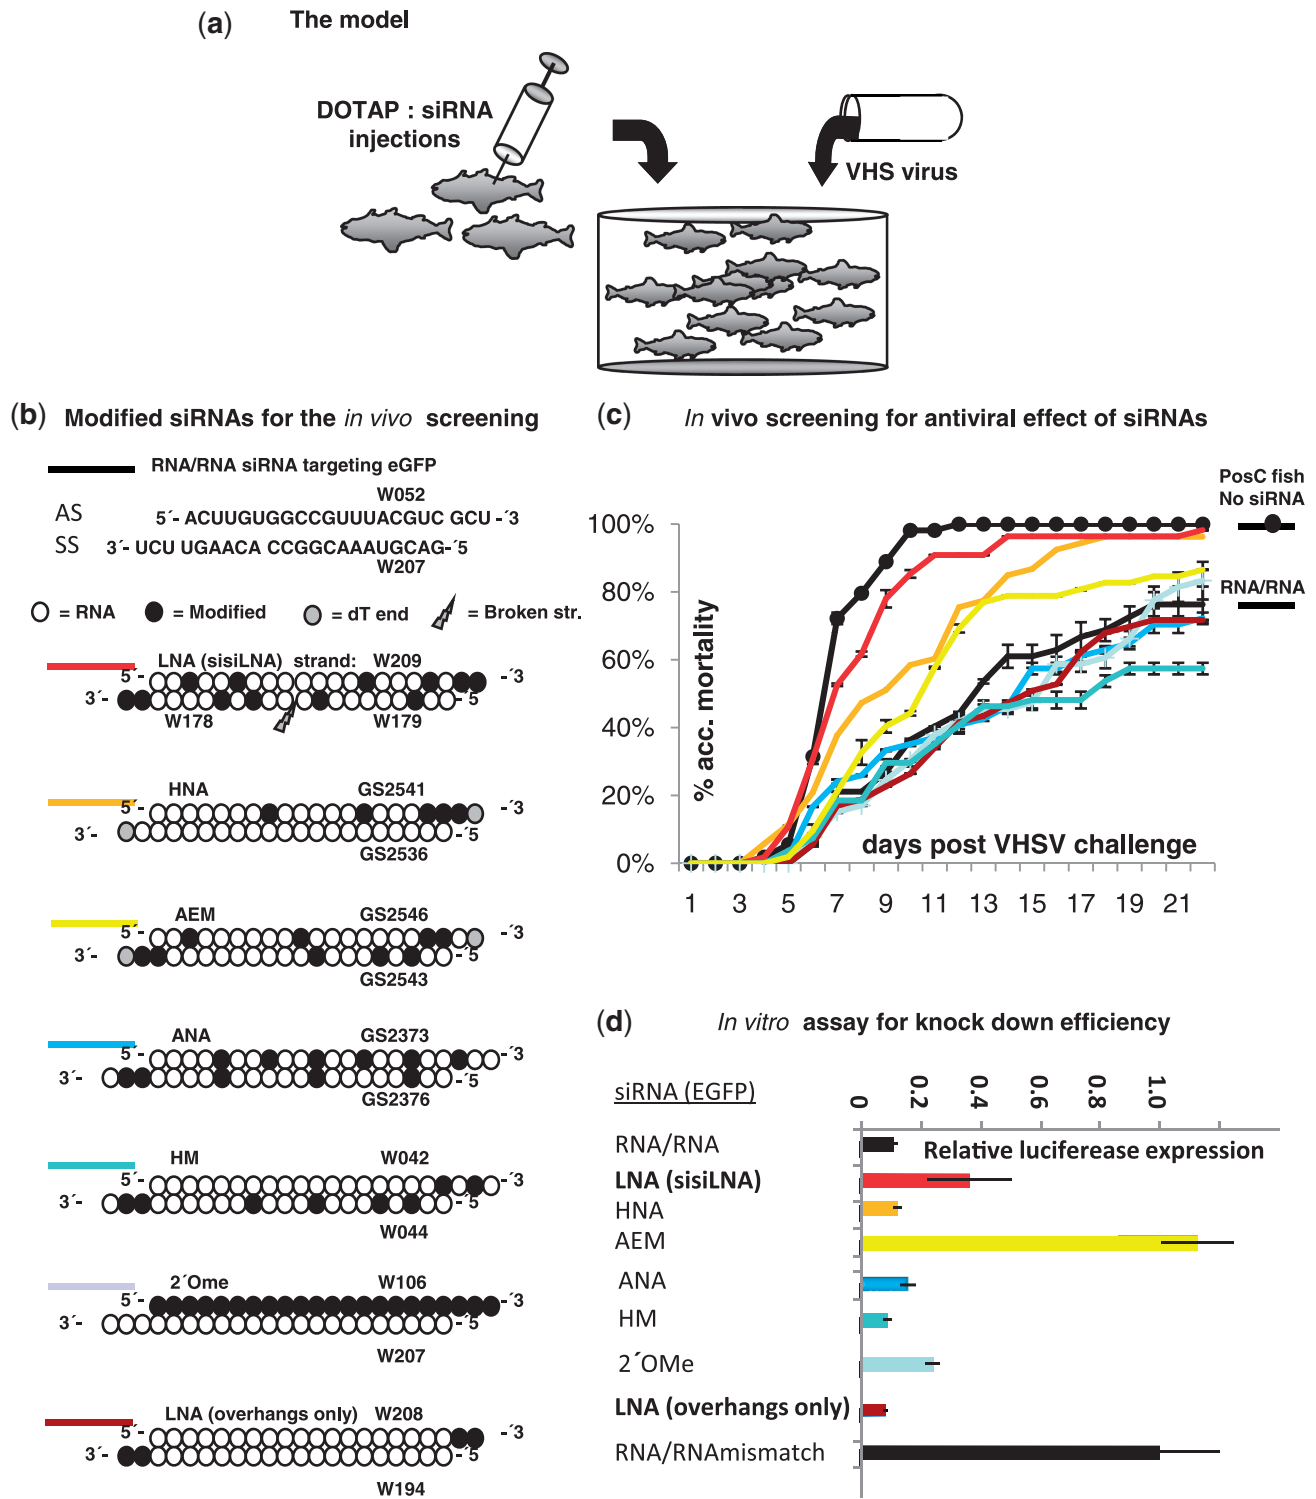 (a) The model
DOTAP : siRNA
injections
VHS virus
(b) Modified siRNAs for the in vivo screening
RNA/RNA siRNA targeting eGFP
W052
AS 5´- ACUUGUGGCCGUUUACGUC GCU -´3
SS 3´- UCU UGAACA CCGGCAAAUGCAG-´5
W207
= RNA = Modified = dT end = Broken str.
LNA (sisiLNA) strand: W209
5´- -´3
3´- -´5
W178 W179
HNA GS2541
5´- -´3
3´- -´5
GS2536
AEM GS2546
5´- -´3
3´- -´5
GS2543
ANA GS2373
5´- -´3
3´- -´5
GS2376
HM W042
5´- -´3
3´- -´5
W044
2´Ome W106
5´- -´3
3´- -´5
W207
LNA (overhangs only) W208
5´- -´3
3´- -´5
W194
(c) In vivo screening for antiviral effect of siRNAs
PosC fish
No siRNA
RNA/RNA
% acc. mortality
100%
80%
60%
40%
20%
0%
days post VHSV challenge
1 3 5 7 9 11 13 15 17 19 21
(d) In vitro assay for knock down efficiency
siRNA (EGFP)
0 0.2 0.4 0.6 0.8 1.0
Relative luciferease expression
RNA/RNA
LNA (sisiLNA)
HNA
AEM
ANA
HM
2´OMe
LNA (overhangs only)
RNA/RNAmismatch